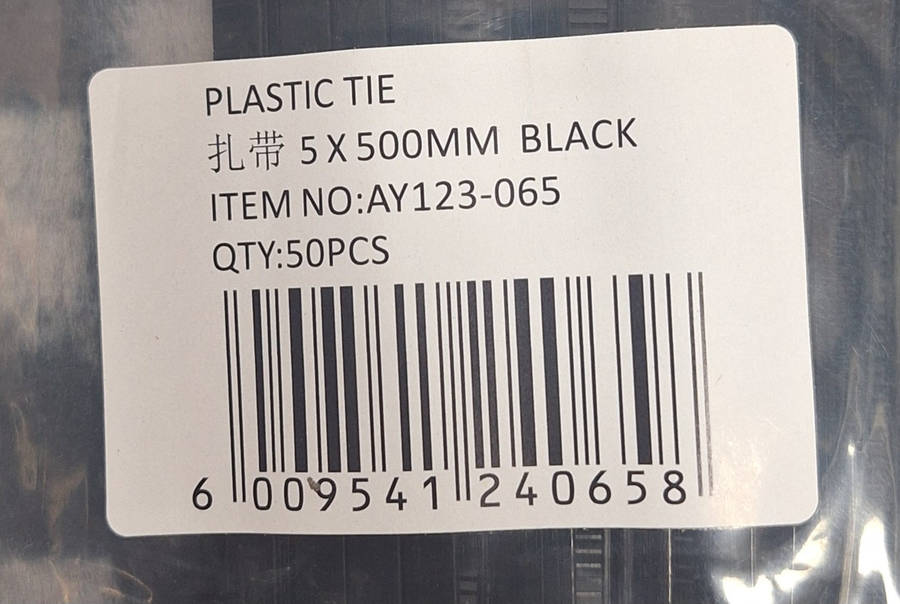 PLASTIC TIE
扎带 5 X 500MM BLACK
ITEM NO:AY123-065
QTY:50PCS
6 009541 240658